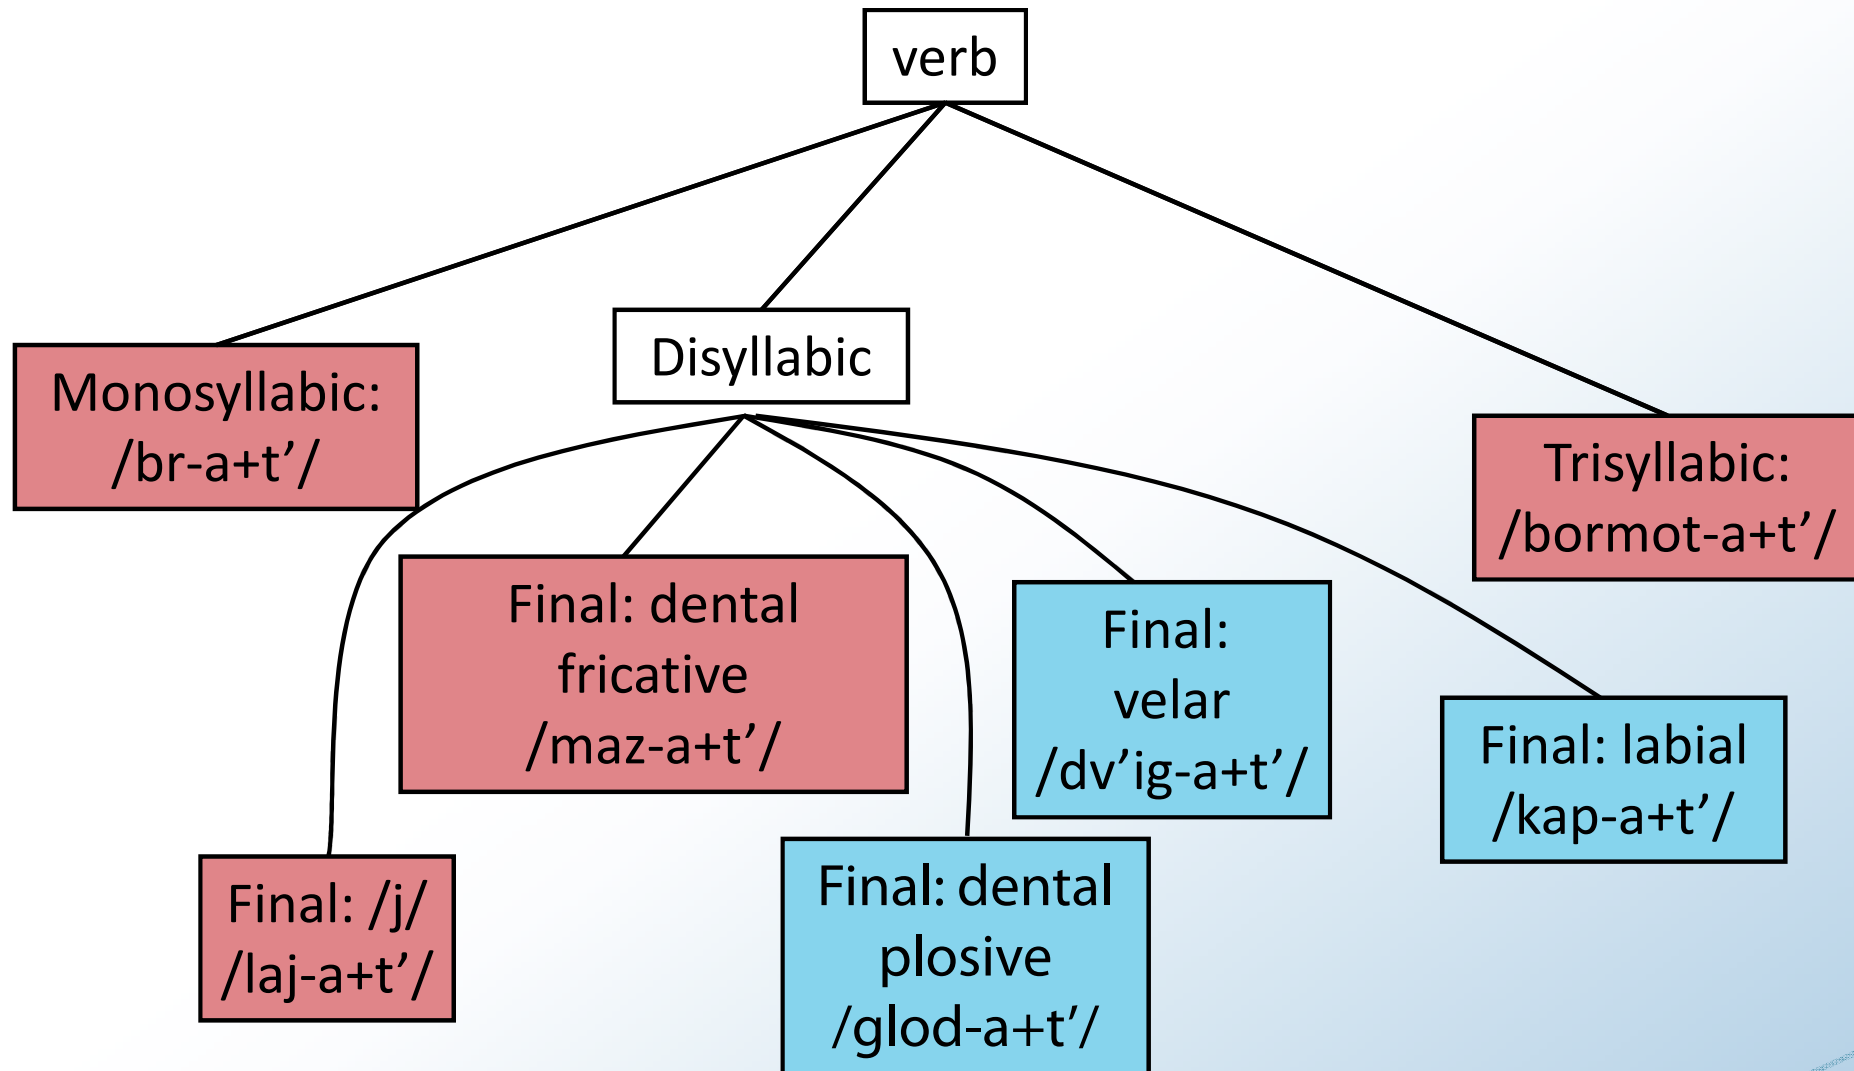 verb
Disyllabic
Monosyllabic:
/br-a+t’/
Trisyllabic:
/bormot-a+t’/
Final: dental
fricative
/maz-a+t’/
Final:
velar
/dv’ig-a+t’/
Final: labial
/kap-a+t’/
Final: /j/
/laj-a+t’/
Final: dental
plosive
/glod-a+t’/